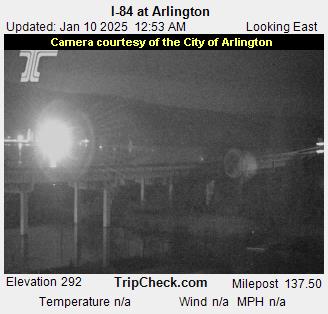 I-84 at Arlington
Updated: Jan 10 2025 12:53 AM Looking East
Camera courtesy of the City of Arlington
Elevation 292 TripCheck.com Milepost 137.50
Temperature n/a Wind n/a MPH n/a